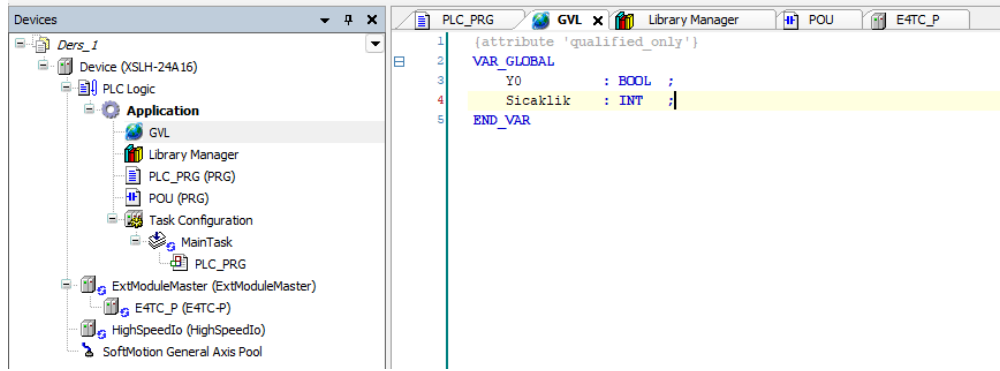 Devices
Ders_1
Device (XSLH-24A16)
PLC Logic
Application
GVL
Library Manager
PLC_PRG (PRG)
POU (PRG)
Task Configuration
MainTask
PLC_PRG
ExtModuleMaster (ExtModuleMaster)
E4TC_P (E4TC-P)
HighSpeedIo (HighSpeedIo)
SoftMotion General Axis Pool
PLC_PRG GVL Library Manager POU E4TC_P
1 {attribute 'qualified_only'}
2 VAR_GLOBAL
3 Y0 : BOOL ;
4 Sicaklik : INT ;
5 END_VAR